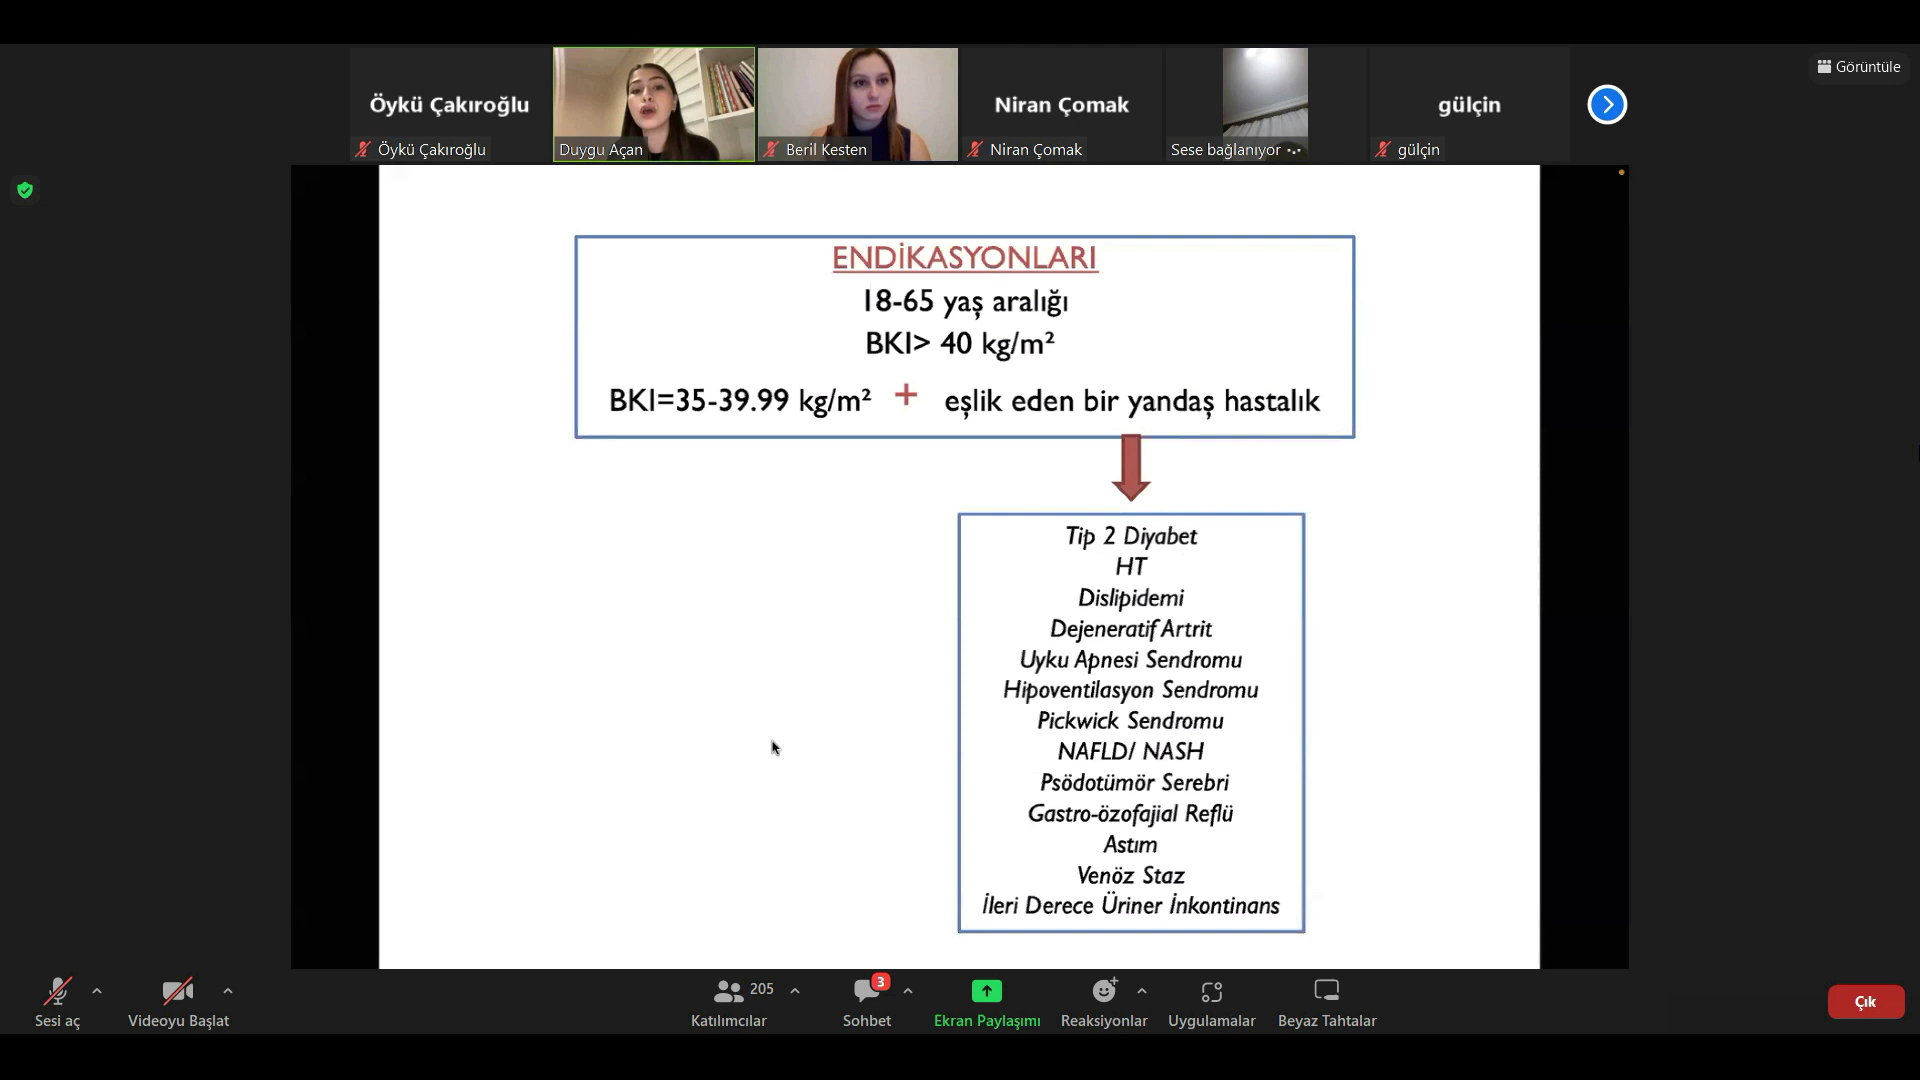 Görüntüle
Öykü Çakıroğlu
Niran Çomak
gülçin
Öykü Çakıroğlu
Duygu Açan
Beril Kesten
Niran Çomak
Sese bağlanıyor
gülçin
ENDİKASYONLARI
18-65 yaş aralığı
BKI> 40 kg/m²
BKI=35-39.99 kg/m² + eşlik eden bir yandaş hastalık
Tip 2 Diyabet
HT
Dislipidemi
Dejeneratif Artrit
Uyku Apnesi Sendromu
Hipoventilasyon Sendromu
Pickwick Sendromu
NAFLD/ NASH
Psödotümör Serebri
Gastro-özofajial Reflü
Astım
Venöz Staz
İleri Derece Üriner İnkontinans
Sesi aç
Videoyu Başlat
205
Katılımcılar
3
Sohbet
Ekran Paylaşımı
Reaksiyonlar
Uygulamalar
Beyaz Tahtalar
Çık